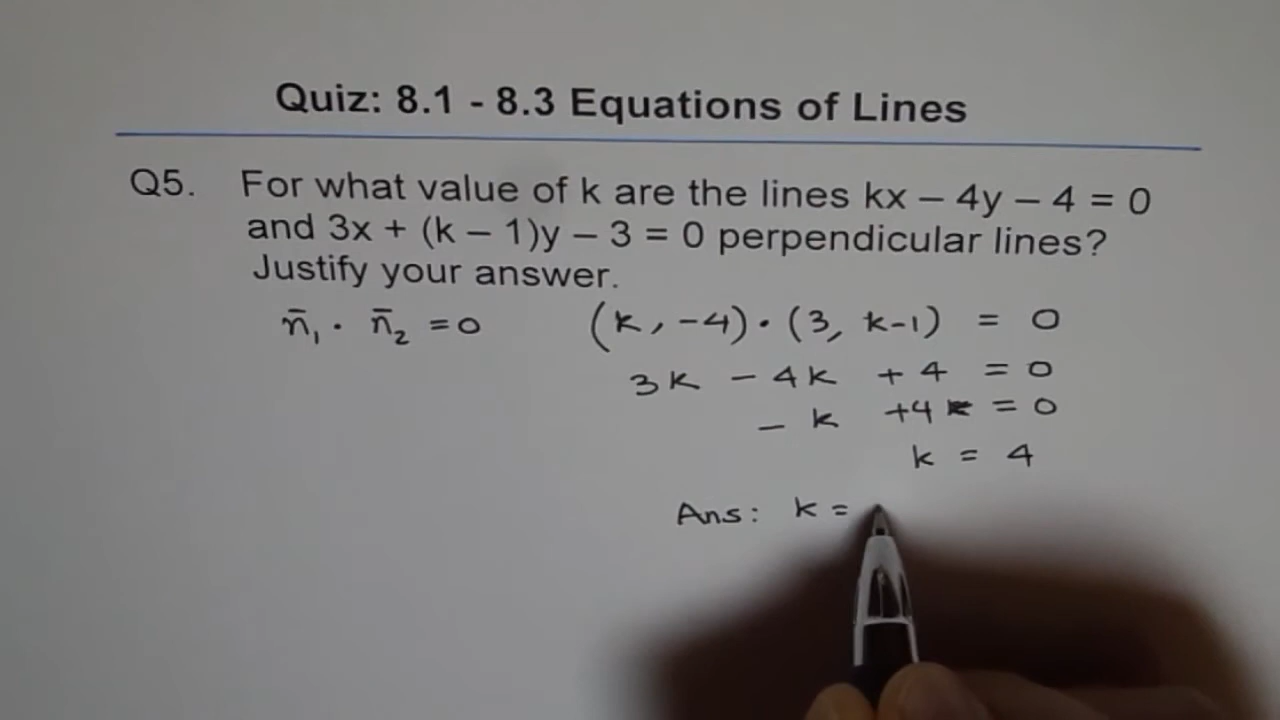 Quiz: 8.1 - 8.3 Equations of Lines
Q5. For what value of k are the lines kx – 4y – 4 = 0
and 3x + (k – 1)y – 3 = 0 perpendicular lines?
Justify your answer.
n̄₁ · n̄₂ = 0 (k, -4) · (3, k-1) = 0
3k - 4k + 4 = 0
- k + 4 = 0
k = 4
Ans: k =